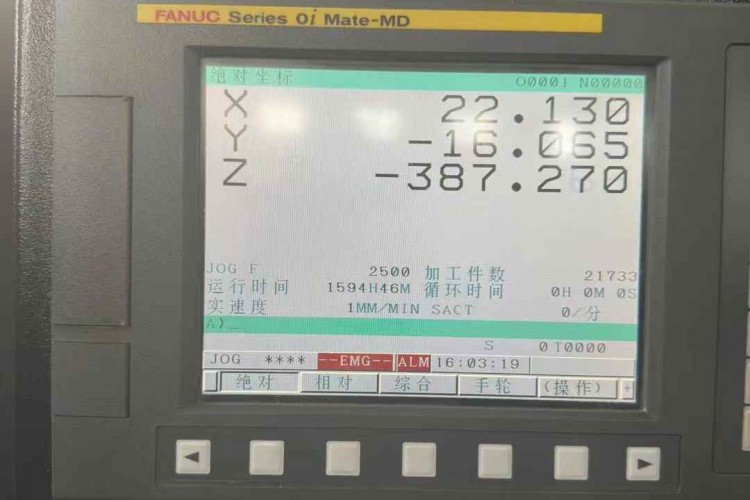 FANUC Series 0i Mate-MD
绝对坐标 O0001 N00000
X 22.130
Y -16.065
Z -387.270
JOG F 2500 加工件数 21733
运行时间 1594H46M 循环时间 0H 0M 0S
实速度 1MM/MIN SACT 0/分
A)_
S 0 T0000
JOG **** --EMG-- ALM 16:03:19
绝对 相对 综合 手轮 (操作) +